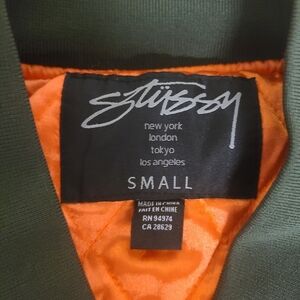 Stüssy
new york
london
tokyo
los angeles
SMALL
MADE IN CHINA
FAIT EN CHINE
RN 94974
CA 28629